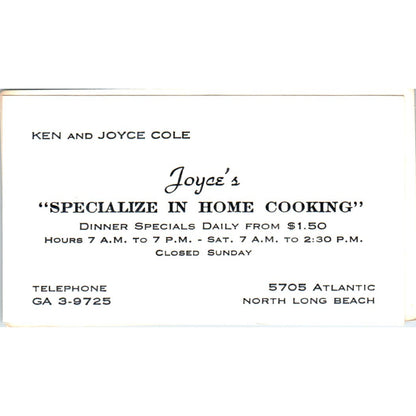 KEN AND JOYCE COLE
Joyce's
"SPECIALIZE IN HOME COOKING"
DINNER SPECIALS DAILY FROM $1.50
HOURS 7 A.M. TO 7 P.M. - SAT. 7 A.M. TO 2:30 P.M.
CLOSED SUNDAY
TELEPHONE
GA 3-9725
5705 ATLANTIC
NORTH LONG BEACH